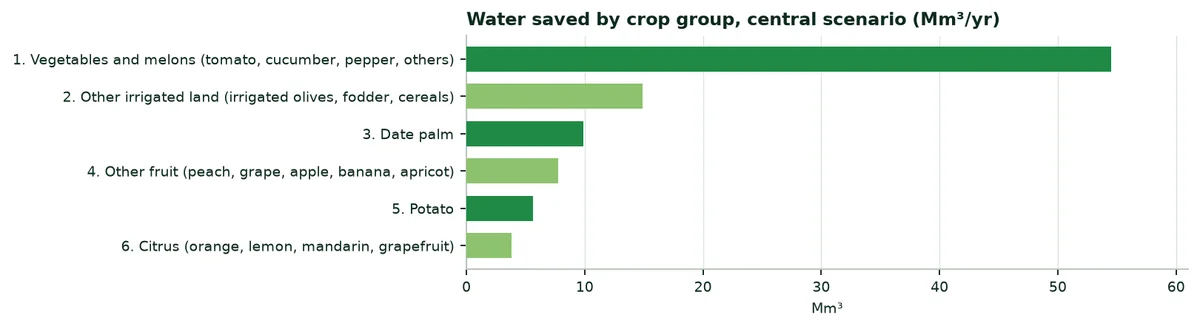 Water saved by crop group, central scenario (Mm³/yr)
1. Vegetables and melons (tomato, cucumber, pepper, others)
2. Other irrigated land (irrigated olives, fodder, cereals)
3. Date palm
4. Other fruit (peach, grape, apple, banana, apricot)
5. Potato
6. Citrus (orange, lemon, mandarin, grapefruit)
0 10 20 30 40 50 60
Mm³